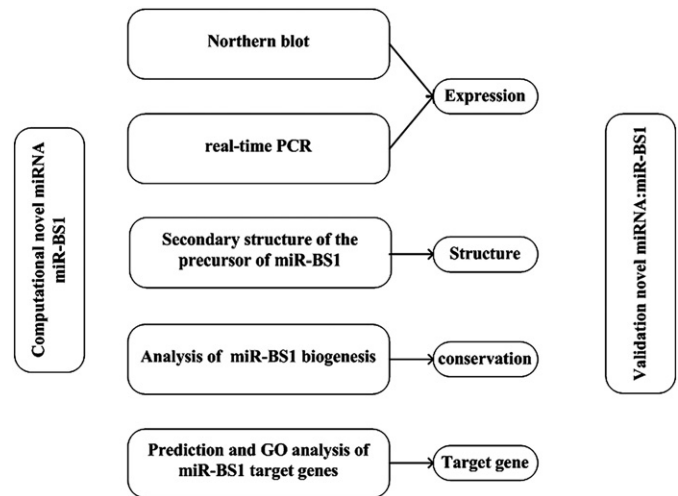 Computational novel miRNA
miR-BS1
Northern blot
real-time PCR
Expression
Secondary structure of the
precursor of miR-BS1
Structure
Analysis of miR-BS1 biogenesis
conservation
Prediction and GO analysis of
miR-BS1 target genes
Target gene
Validation novel miRNA:miR-BS1